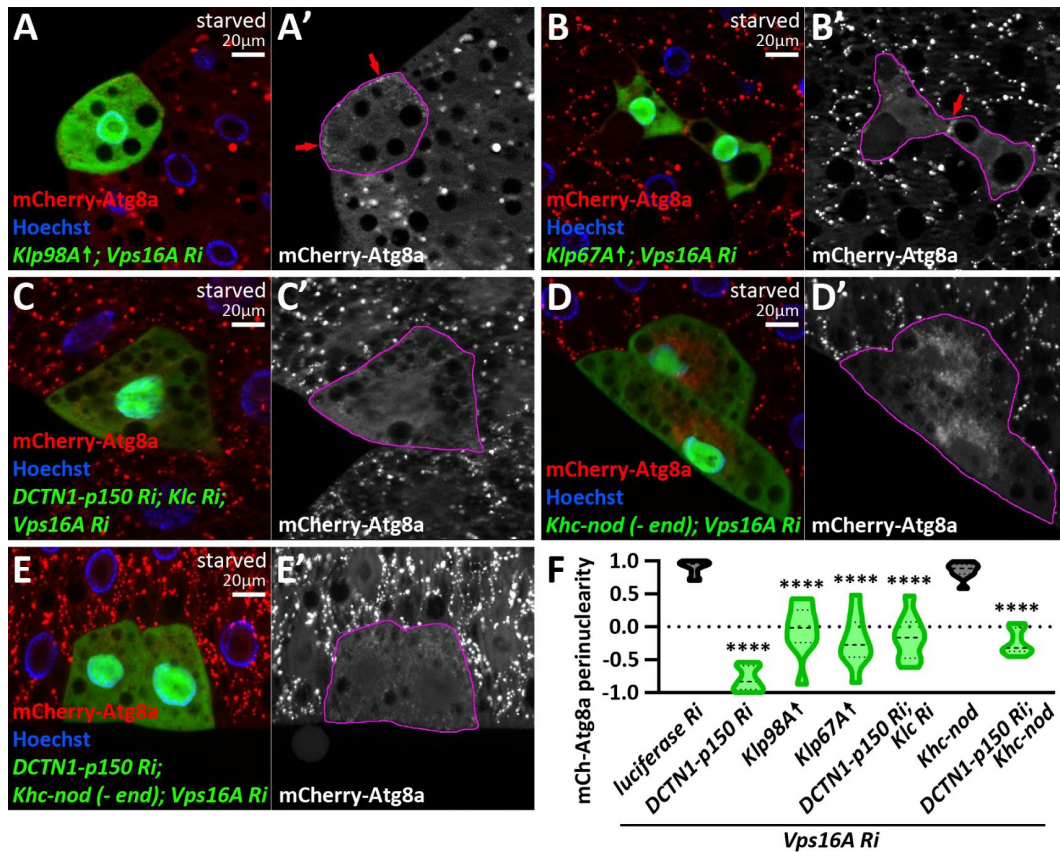 A
starved
20µm
mCherry-Atg8a
Hoechst
Klp98A↑; Vps16A Ri
A’
mCherry-Atg8a
B
starved
20µm
mCherry-Atg8a
Hoechst
Klp67A↑; Vps16A Ri
B’
mCherry-Atg8a
C
starved
20µm
mCherry-Atg8a
Hoechst
DCTN1-p150 Ri; Klc Ri;
Vps16A Ri
C’
mCherry-Atg8a
D
starved
20µm
mCherry-Atg8a
Hoechst
Khc-nod (- end); Vps16A Ri
D’
mCherry-Atg8a
E
starved
20µm
mCherry-Atg8a
Hoechst
DCTN1-p150 Ri;
Khc-nod (- end); Vps16A Ri
E’
mCherry-Atg8a
F
mCh-Atg8a perinuclearity
1.0
0.5
0.0
-0.5
-1.0
****
****
****
****
****
luciferase Ri
DCTN1-p150 Ri
Klp98A↑
Klp67A↑
DCTN1-p150 Ri;
Klc Ri
Khc-nod
DCTN1-p150 Ri;
Khc-nod
Vps16A Ri